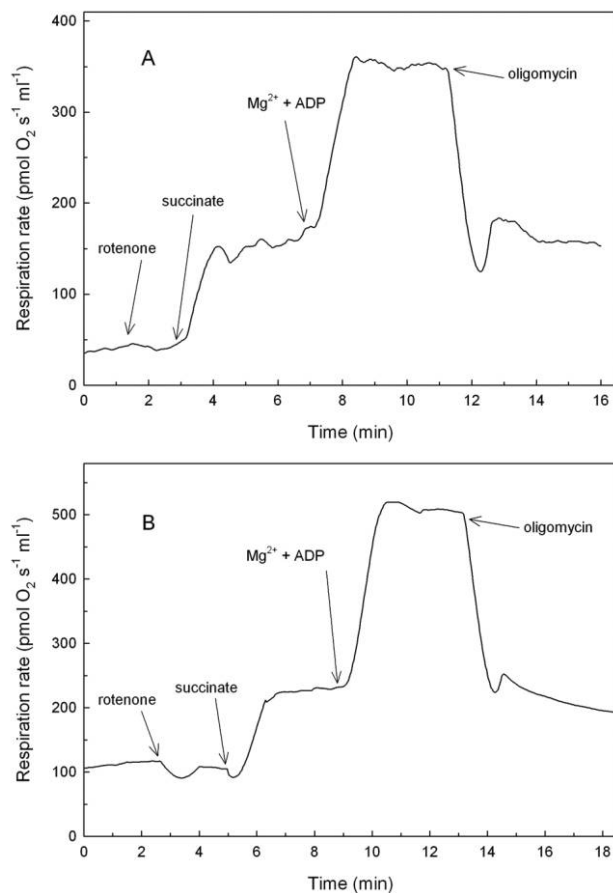 A
Respiration rate (pmol O₂ s⁻¹ ml⁻¹)
400
300
200
100
0
rotenone
succinate
Mg²⁺ + ADP
oligomycin
0 2 4 6 8 10 12 14 16
Time (min)
B
Respiration rate (pmol O₂ s⁻¹ ml⁻¹)
500
400
300
200
100
0
rotenone
succinate
Mg²⁺ + ADP
oligomycin
0 2 4 6 8 10 12 14 16 18
Time (min)